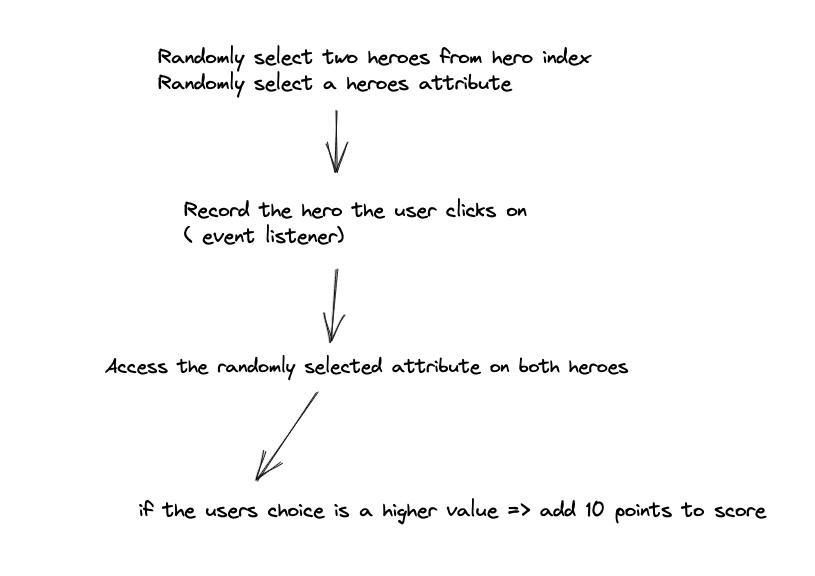 Randomly select two heroes from hero index
Randomly select a heroes attribute
Record the hero the user clicks on
( event listener)
Access the randomly selected attribute on both heroes
if the users choice is a higher value => add 10 points to score